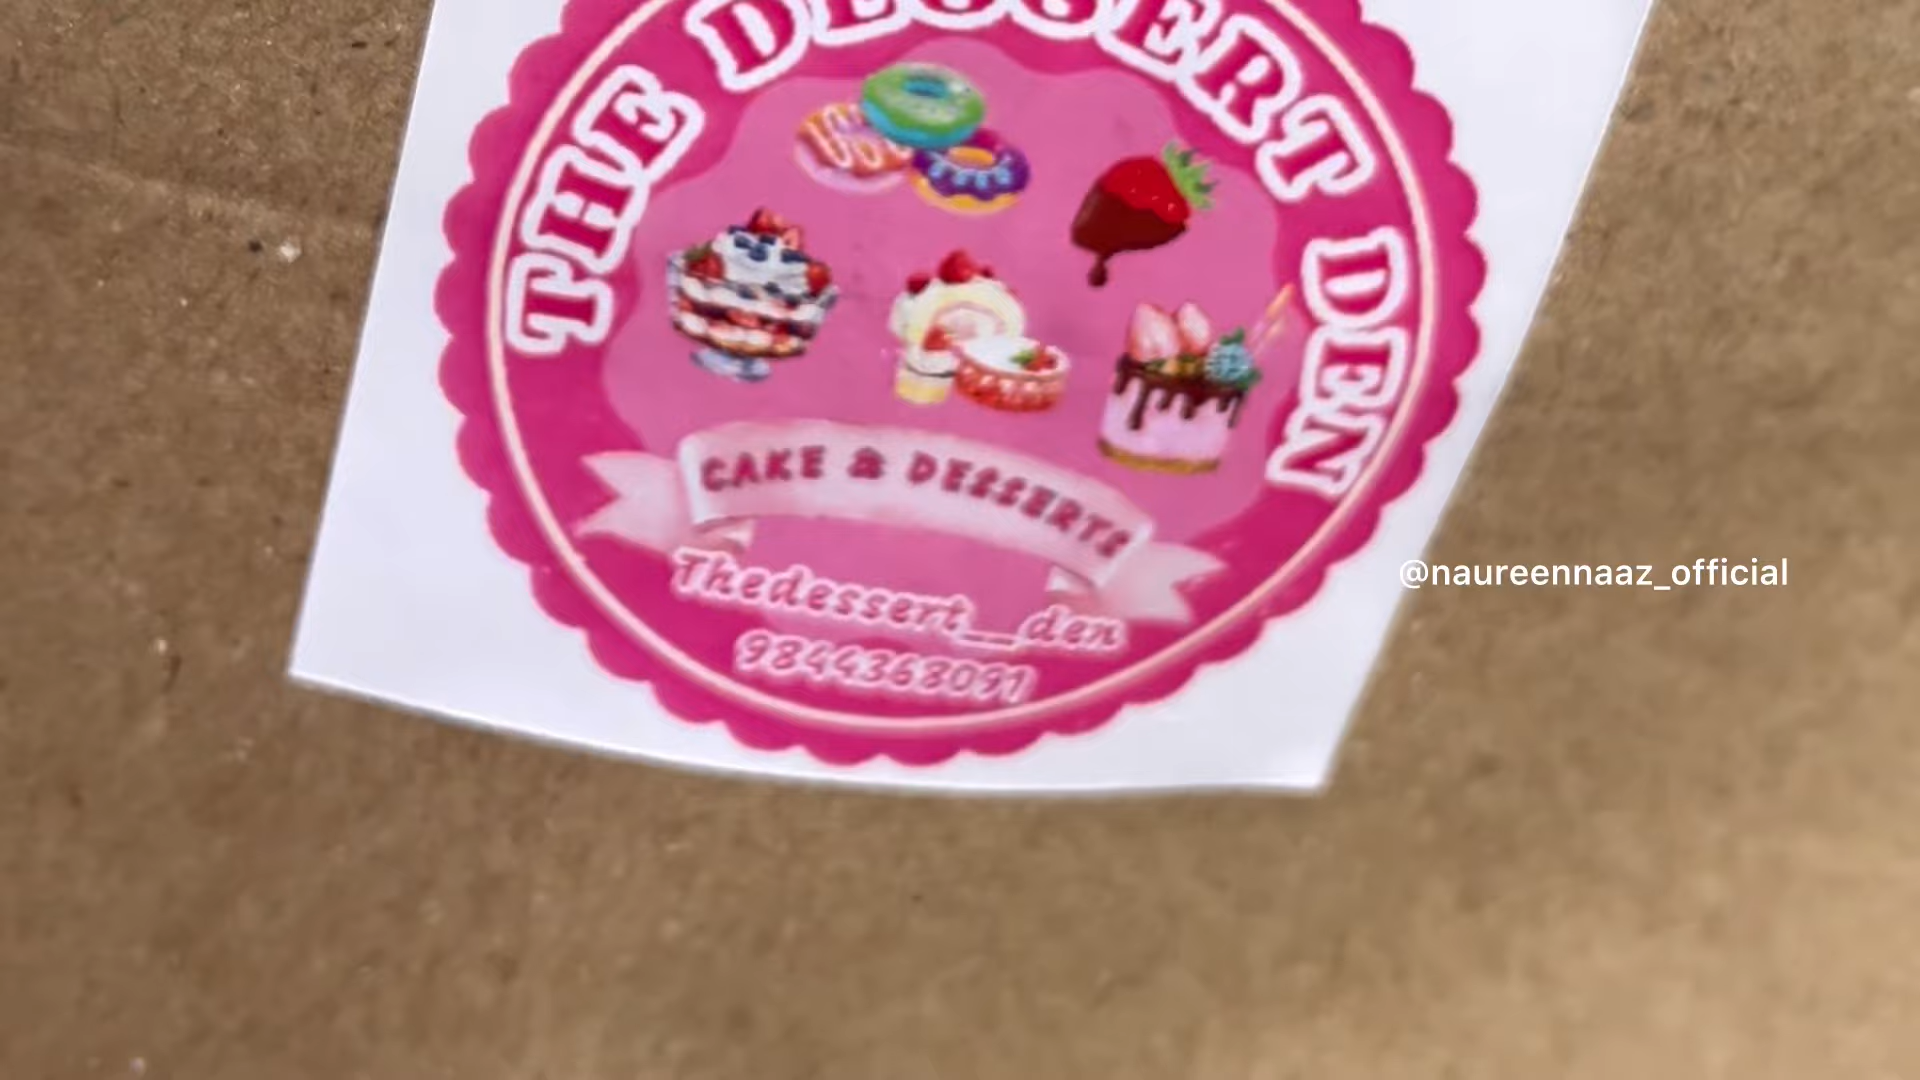 THE DESSERT DEN
CAKE & DESSERTS
Thedessert__den
9844368091
@naureennaaz_official